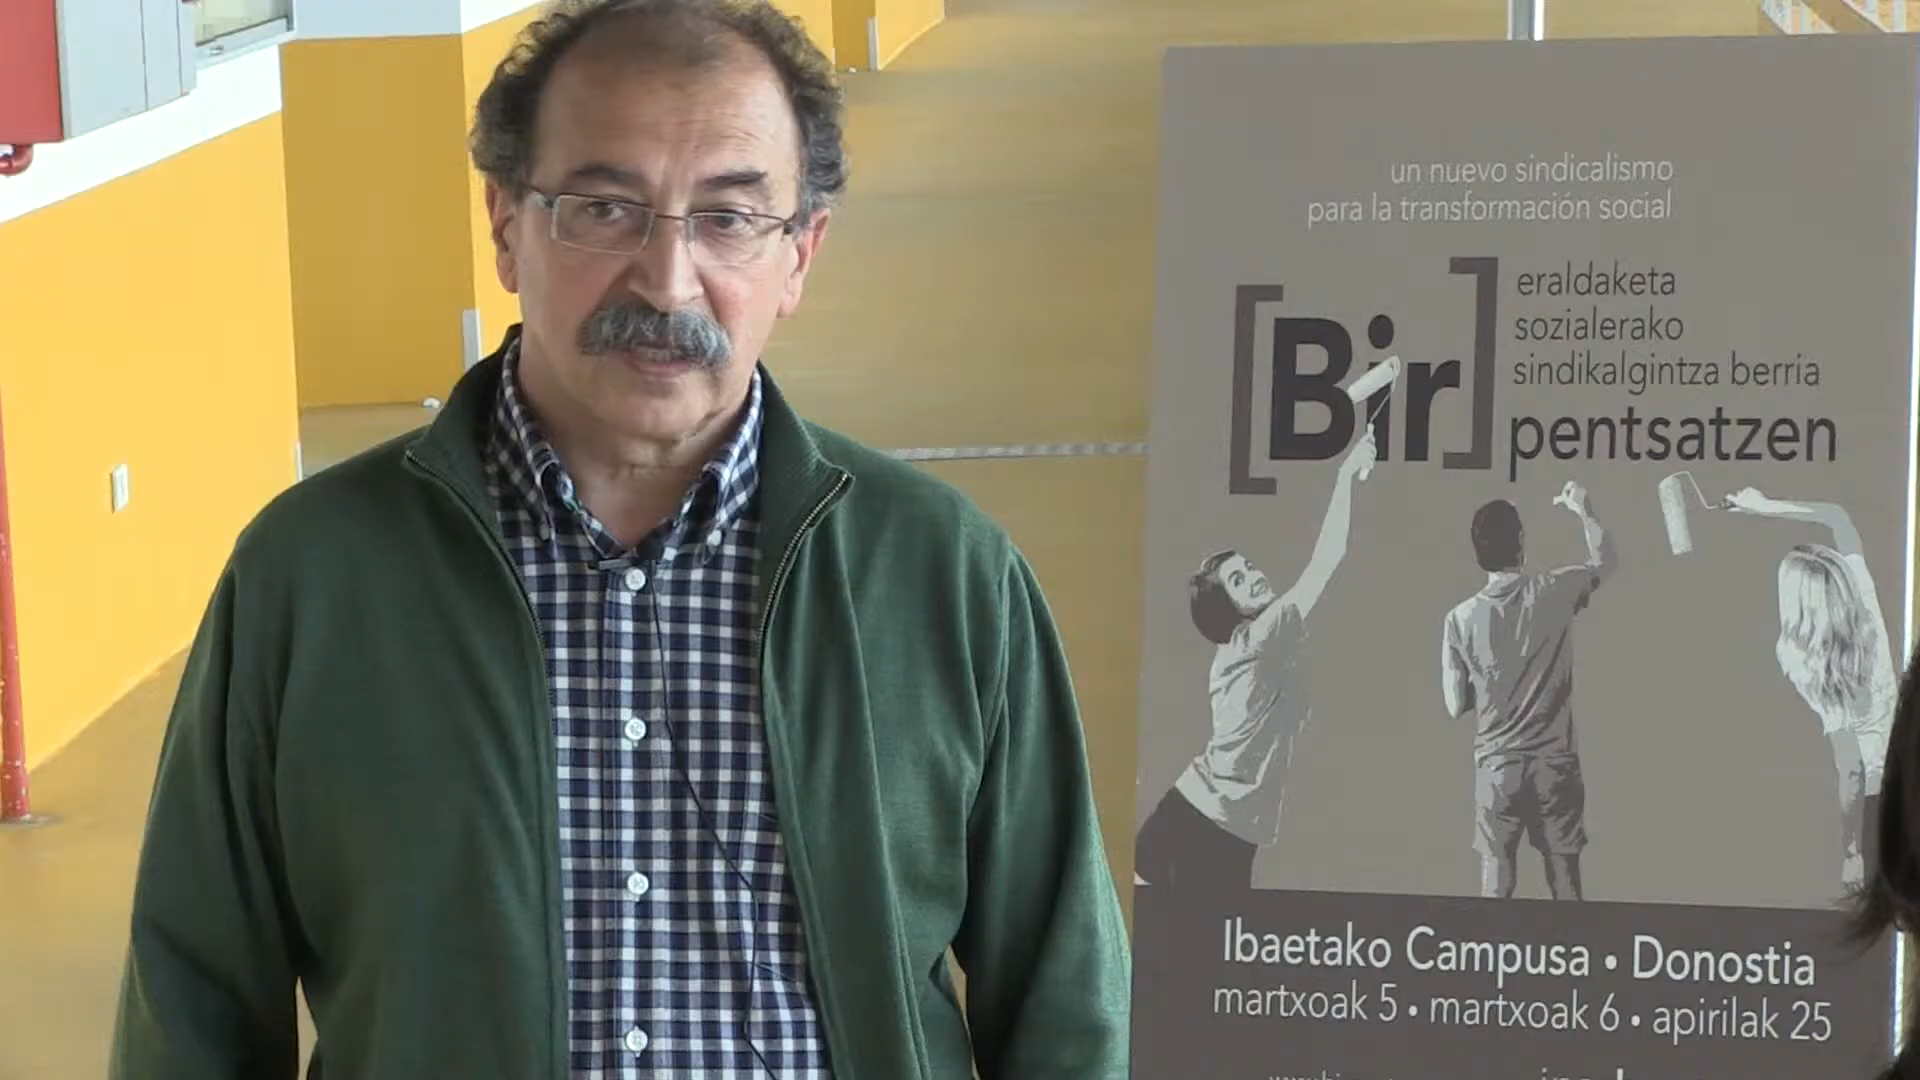 un nuevo sindicalismo
para la transformación social
[Bir]
eraldaketa
sozialerako
sindikalgintza berria
pentsatzen
Ibaetako Campusa • Donostia
martxoak 5 • martxoak 6 • apirilak 25